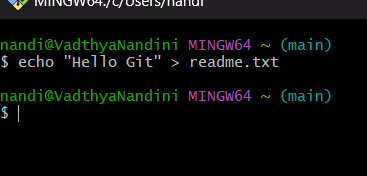 MINGW64:/c/Users/nandi
nandi@VadthyaNandini MINGW64 ~ (main)
$ echo "Hello Git" > readme.txt
nandi@VadthyaNandini MINGW64 ~ (main)
$